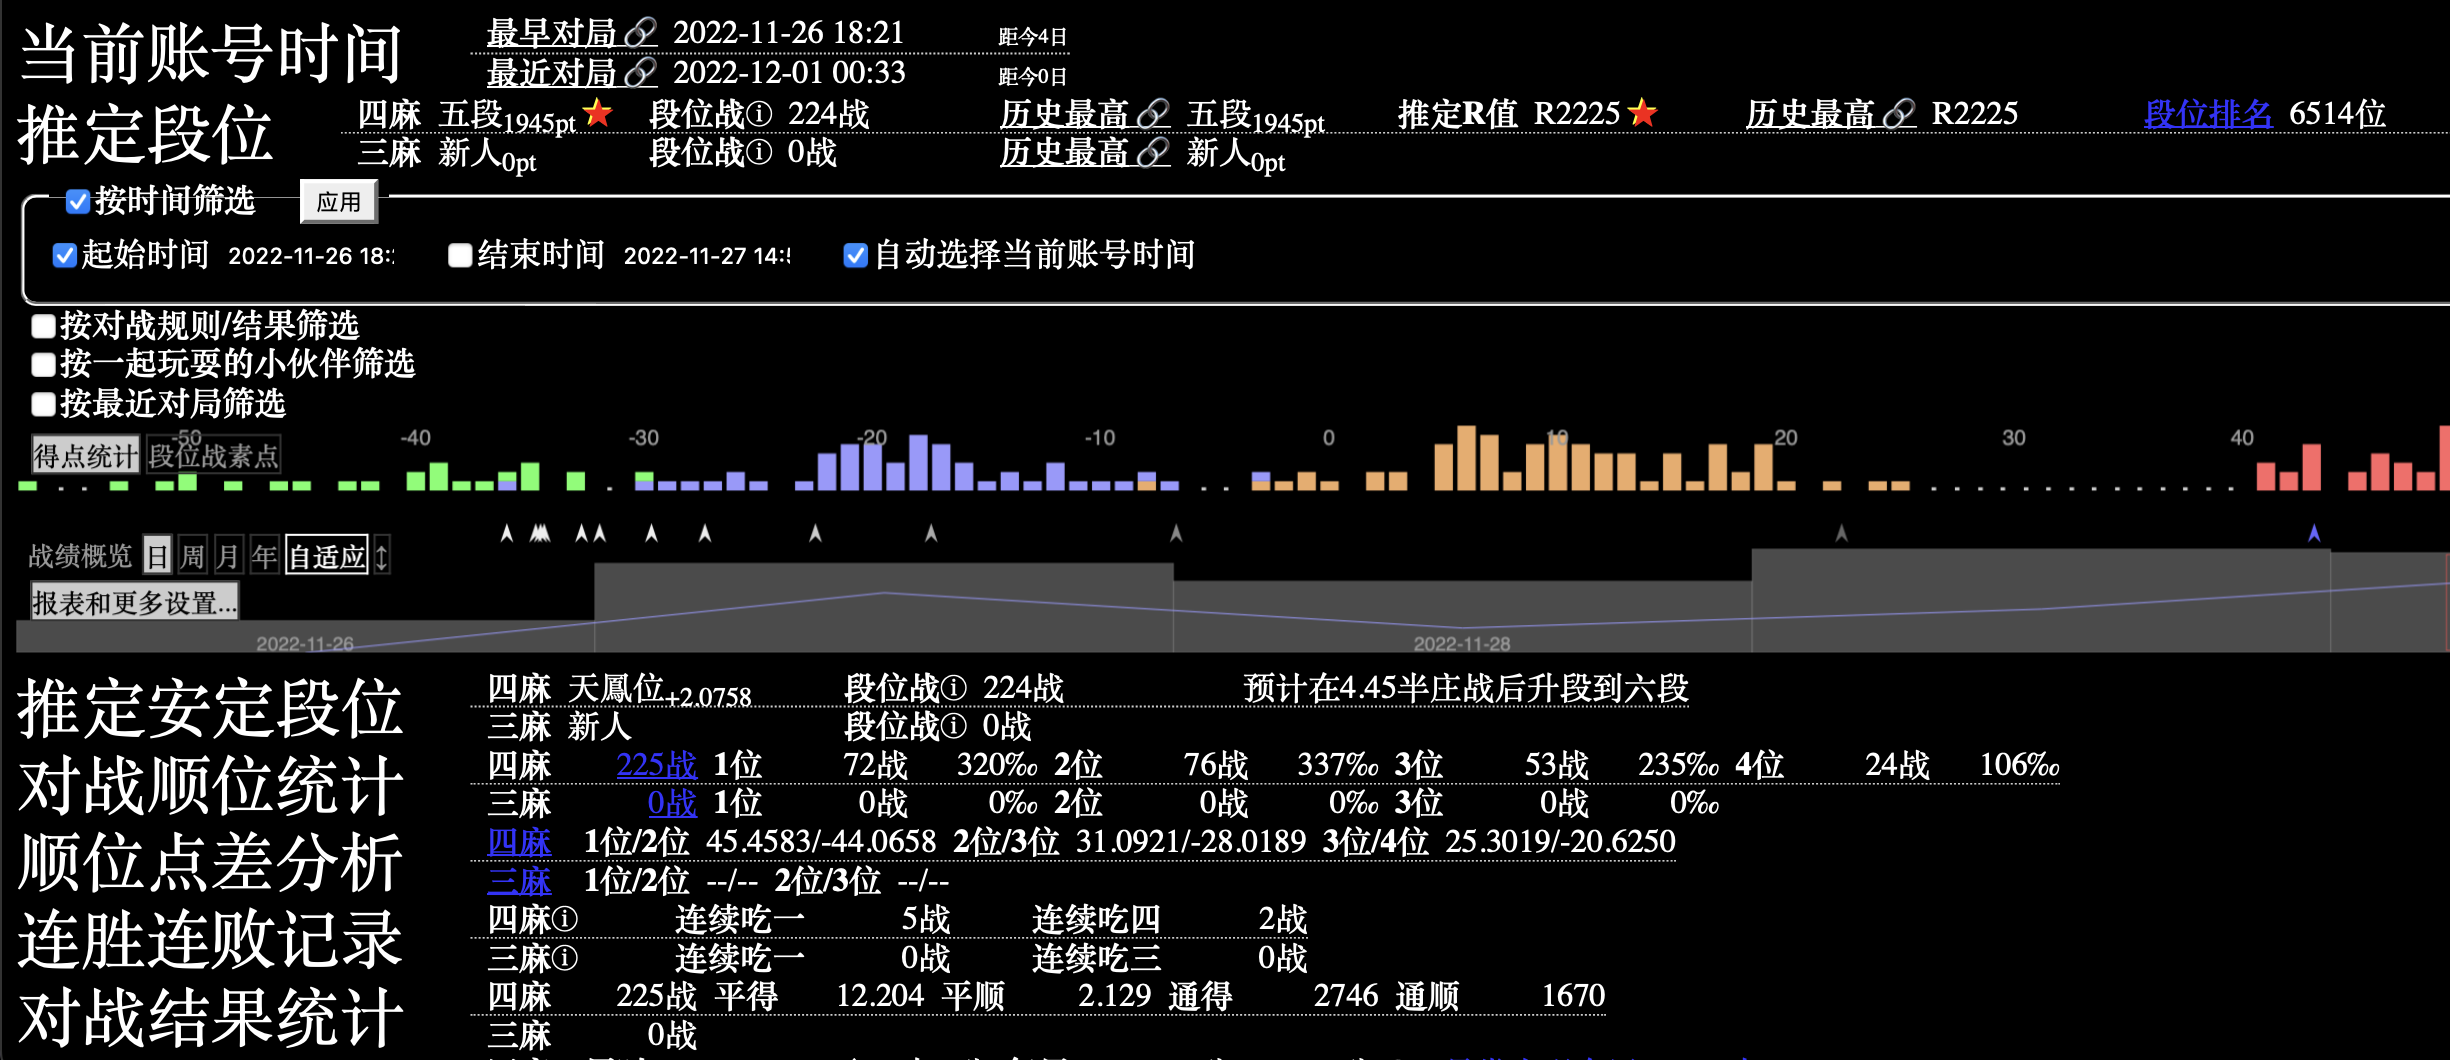 当前账号时间 最早对局🔗 2022-11-26 18:21 距今4日
最近对局🔗 2022-12-01 00:33 距今0日
推定段位 四麻 五段1945pt 段位战ⓘ 224战 历史最高🔗 五段1945pt 推定R值 R2225 历史最高🔗 R2225 段位排名 6514位
三麻 新人0pt 段位战ⓘ 0战 历史最高🔗 新人0pt
按时间筛选 应用
起始时间 2022-11-26 18: 结束时间 2022-11-27 14: 自动选择当前账号时间
按对战规则/结果筛选
按一起玩耍的小伙伴筛选
按最近对局筛选
-50 -40 -30 -20 -10 0 10 20 30 40
得点统计 段位战素点
战绩概览 日 周 月 年 自适应 ↕
报表和更多设置...
2022-11-26 2022-11-28
推定安定段位 四麻 天鳳位+2.0758 段位战ⓘ 224战 预计在4.45半庄战后升段到六段
三麻 新人 段位战ⓘ 0战
对战顺位统计 四麻 225战 1位 72战 320‰ 2位 76战 337‰ 3位 53战 235‰ 4位 24战 106‰
三麻 0战 1位 0战 0‰ 2位 0战 0‰ 3位 0战 0‰
顺位点差分析 四麻 1位/2位 45.4583/-44.0658 2位/3位 31.0921/-28.0189 3位/4位 25.3019/-20.6250
三麻 1位/2位 --/-- 2位/3位 --/--
连胜连败记录 四麻ⓘ 连续吃一 5战 连续吃四 2战
三麻ⓘ 连续吃一 0战 连续吃三 0战
对战结果统计 四麻 225战 平得 12.204 平顺 2.129 通得 2746 通顺 1670
三麻 0战